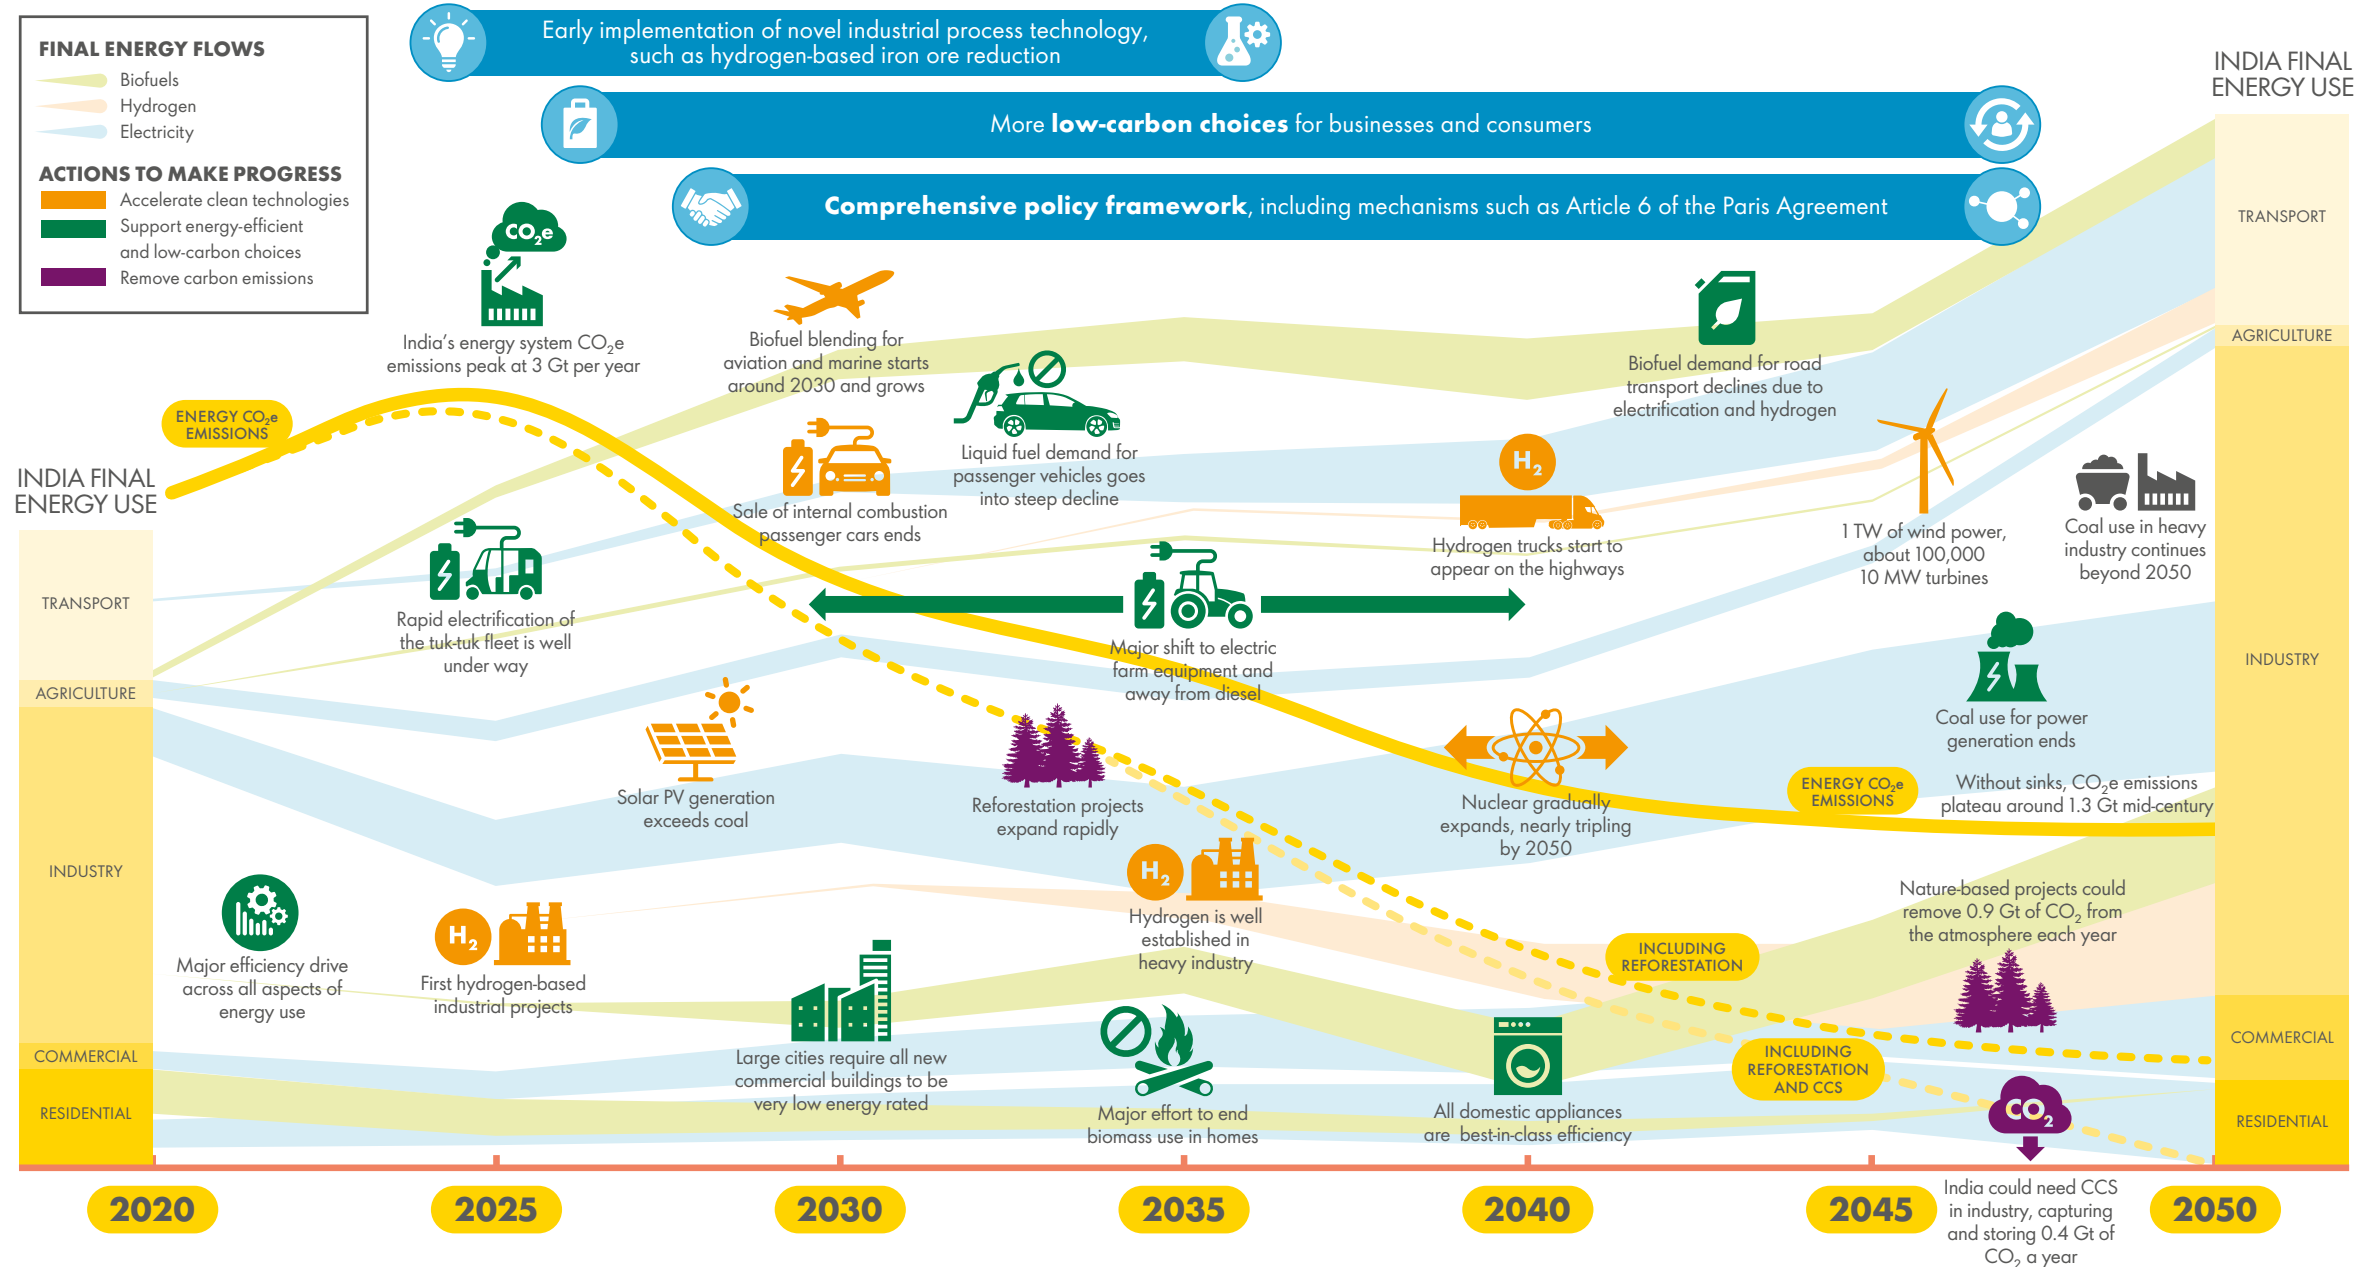 FINAL ENERGY FLOWS
Biofuels
Hydrogen
Electricity
ACTIONS TO MAKE PROGRESS
Accelerate clean technologies
Support energy-efficient
and low-carbon choices
Remove carbon emissions
Early implementation of novel industrial process technology,
such as hydrogen-based iron ore reduction
More low-carbon choices for businesses and consumers
Comprehensive policy framework, including mechanisms such as Article 6 of the Paris Agreement
INDIA FINAL
ENERGY USE
TRANSPORT
AGRICULTURE
INDUSTRY
COMMERCIAL
RESIDENTIAL
ENERGY CO₂e
EMISSIONS
CO₂e
India's energy system CO₂e
emissions peak at 3 Gt per year
Rapid electrification of
the tuk-tuk fleet is well
under way
Major efficiency drive
across all aspects of
energy use
H₂
First hydrogen-based
industrial projects
Biofuel blending for
aviation and marine starts
around 2030 and grows
Sale of internal combustion
passenger cars ends
Solar PV generation
exceeds coal
Large cities require all new
commercial buildings to be
very low energy rated
Liquid fuel demand for
passenger vehicles goes
into steep decline
Major shift to electric
farm equipment and
away from diesel
Reforestation projects
expand rapidly
H₂
Hydrogen is well
established in
heavy industry
Major effort to end
biomass use in homes
H₂
Hydrogen trucks start to
appear on the highways
Nuclear gradually
expands, nearly tripling
by 2050
All domestic appliances
are best-in-class efficiency
Biofuel demand for road
transport declines due to
electrification and hydrogen
1 TW of wind power,
about 100,000
10 MW turbines
Coal use in heavy
industry continues
beyond 2050
Coal use for power
generation ends
ENERGY CO₂e
EMISSIONS
Without sinks, CO₂e emissions
plateau around 1.3 Gt mid-century
INCLUDING
REFORESTATION
Nature-based projects could
remove 0.9 Gt of CO₂ from
the atmosphere each year
INCLUDING
REFORESTATION
AND CCS
CO₂
India could need CCS
in industry, capturing
and storing 0.4 Gt of
CO₂ a year
INDIA FINAL
ENERGY USE
TRANSPORT
AGRICULTURE
INDUSTRY
COMMERCIAL
RESIDENTIAL
2020
2025
2030
2035
2040
2045
2050